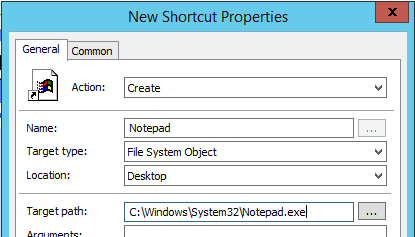 New Shortcut Properties
x
General Common
Action: Create
Name: Notepad ...
Target type: File System Object
Location: Desktop
Target path: C:\Windows\System32\Notepad.exe ...
Arguments: